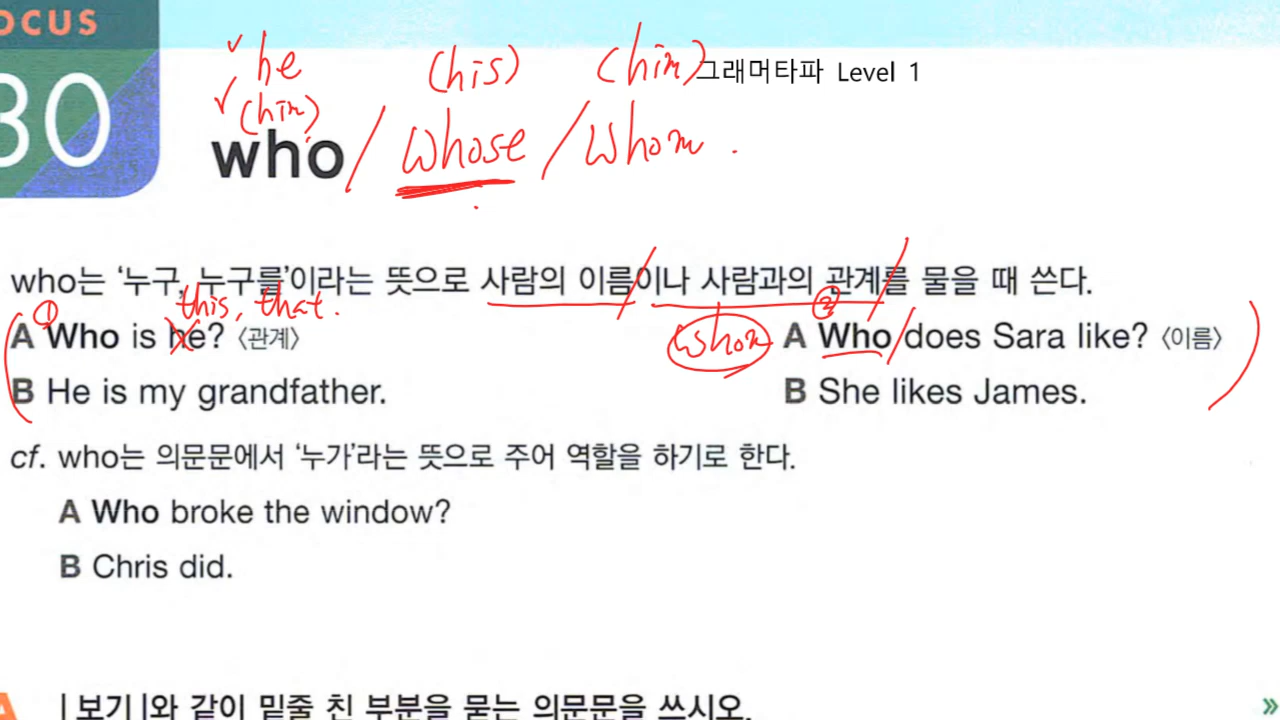 OCUS
30
he (his) (him)
(him)
그래머타파 Level 1
who / whose / whom.
who는 '누구, 누구를'이라는 뜻으로 사람의 이름이나 사람과의 관계를 물을 때 쓴다.
this, that.
① A Who is he? 〈관계〉
B He is my grandfather.
whom ② A Who / does Sara like? 〈이름〉
B She likes James.
cf. who는 의문문에서 '누가'라는 뜻으로 주어 역할을 하기로 한다.
A Who broke the window?
B Chris did.
A |보기|와 같이 밑줄 친 부분을 묻는 의문문을 쓰시오. »